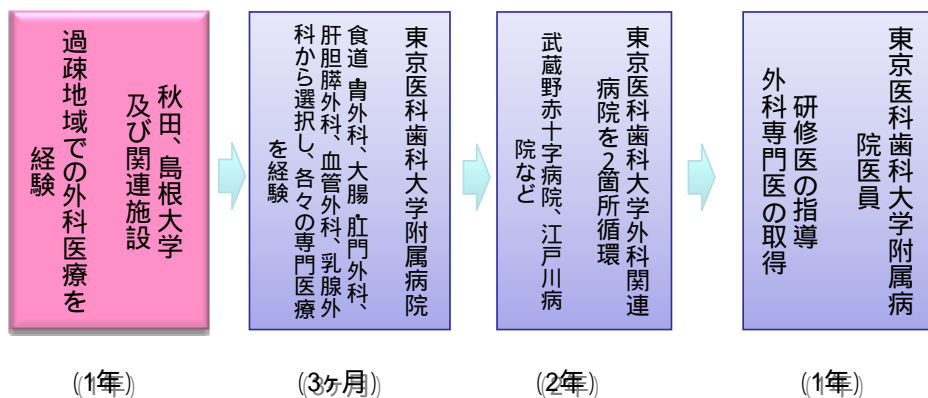 秋田、島根大学
及び関連施設
過疎地域での外科医療を
経験
東京医科歯科大学附属病院
食道・胃外科、大腸・肛門外科、
肝胆膵外科、血管外科、乳腺外
科から選択し、各々の専門医療
を経験
東京医科歯科大学外科関連
病院を2箇所循環
武蔵野赤十字病院、江戸川病
院など
東京医科歯科大学附属病
院医員
研修医の指導
外科専門医の取得
(1年)
(3ヶ月)
(2年)
(1年)